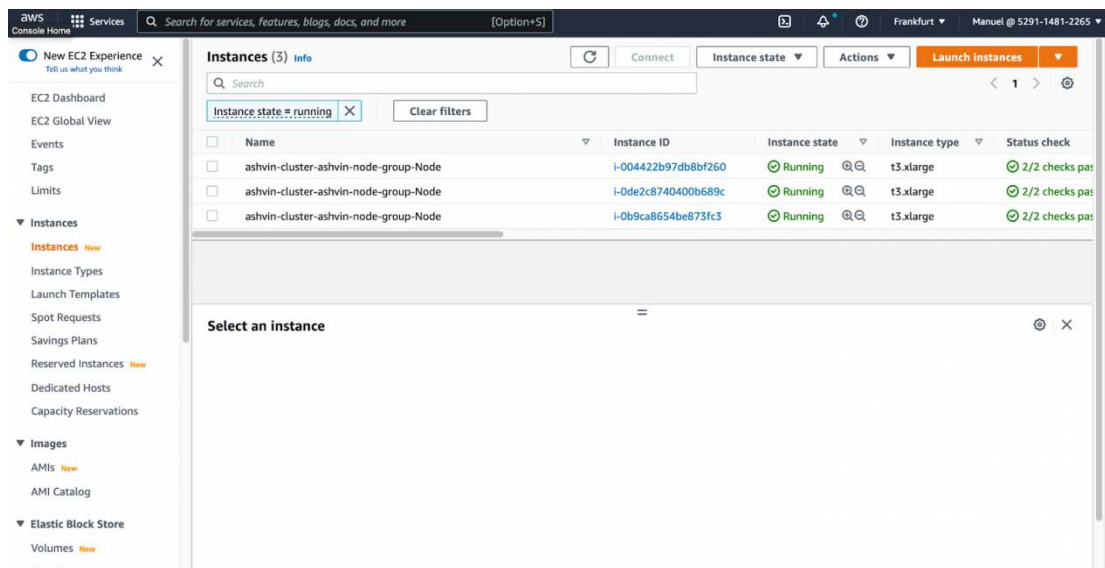 aws
Console Home
Services
Search for services, features, blogs, docs, and more
[Option+S]
Frankfurt
Manuel @ 5291-1481-2265
New EC2 Experience
Tell us what you think
EC2 Dashboard
EC2 Global View
Events
Tags
Limits
Instances
Instances New
Instance Types
Launch Templates
Spot Requests
Savings Plans
Reserved Instances New
Dedicated Hosts
Capacity Reservations
Images
AMIs New
AMI Catalog
Elastic Block Store
Volumes New
Instances (3) Info
Connect
Instance state
Actions
Launch instances
Search
1
Instance state = running
Clear filters
Name Instance ID Instance state Instance type Status check
ashvin-cluster-ashvin-node-group-Node i-004422b97db8bf260 Running t3.xlarge 2/2 checks pas
ashvin-cluster-ashvin-node-group-Node i-0de2c8740400b689c Running t3.xlarge 2/2 checks pas
ashvin-cluster-ashvin-node-group-Node i-0b9ca8654be873fc3 Running t3.xlarge 2/2 checks pas
Select an instance